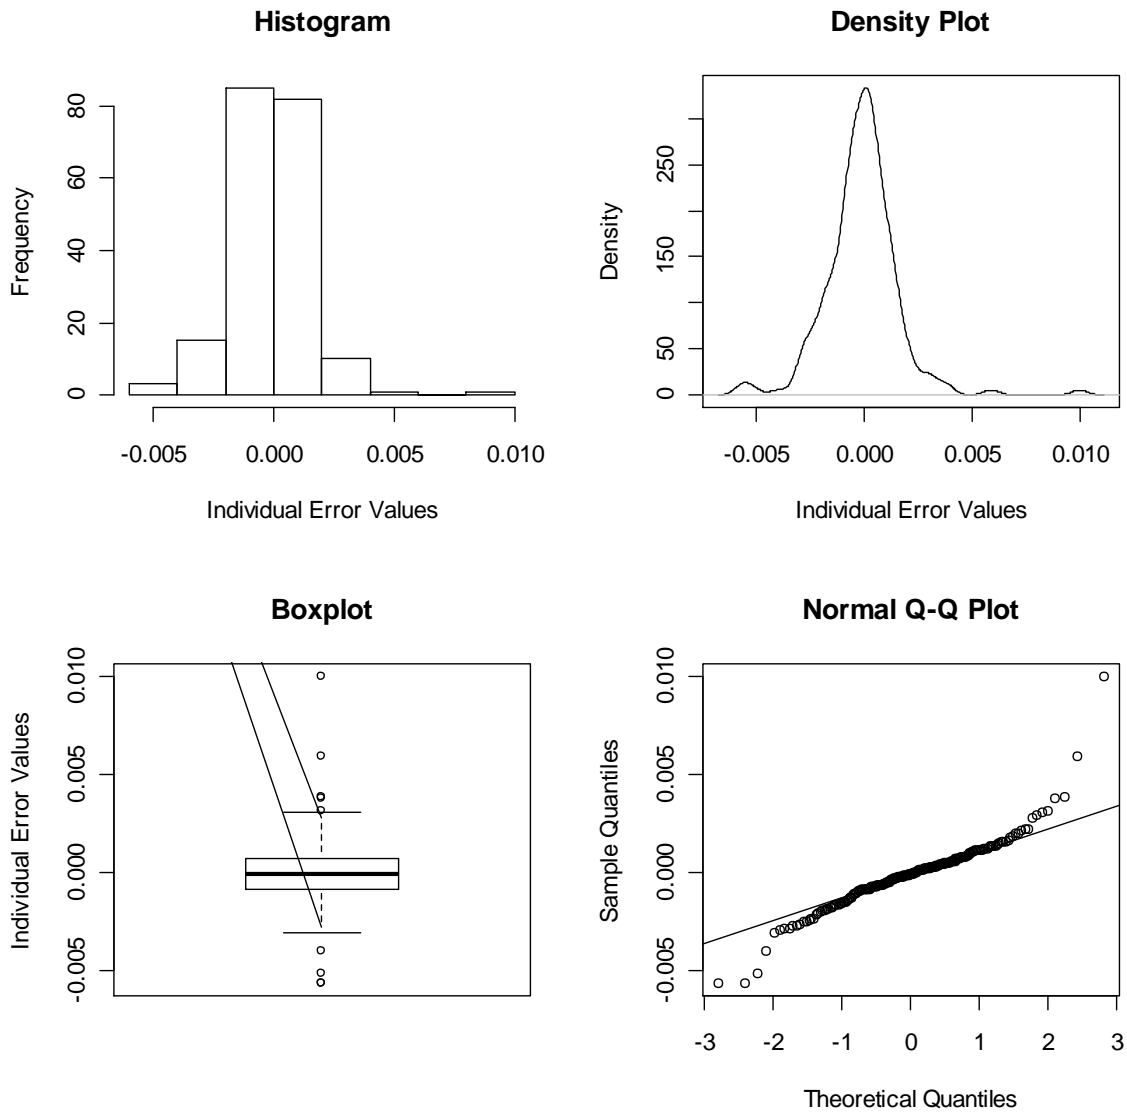 Histogram
Frequency
0 20 40 60 80
-0.005 0.000 0.005 0.010
Individual Error Values
Density Plot
Density
0 50 150 250
-0.005 0.000 0.005 0.010
Individual Error Values
Boxplot
Individual Error Values
-0.005 0.000 0.005 0.010
Normal Q-Q Plot
Sample Quantiles
-0.005 0.000 0.005 0.010
-3 -2 -1 0 1 2 3
Theoretical Quantiles